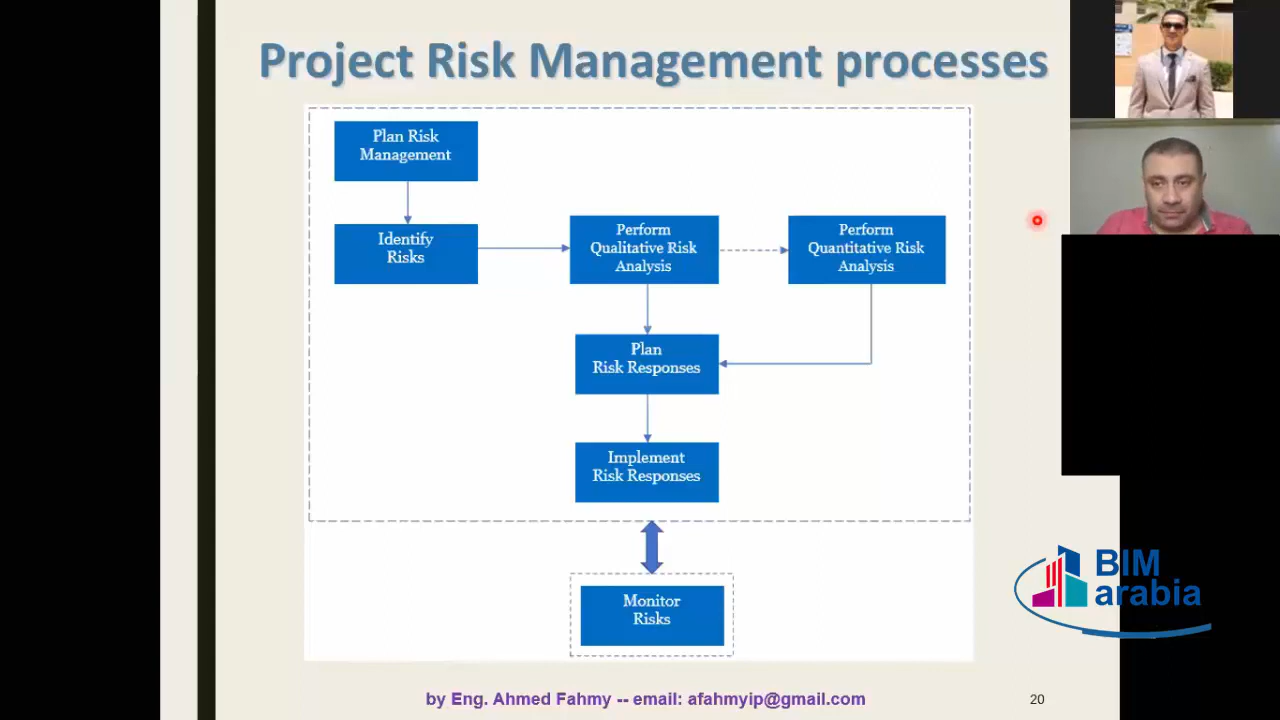 Project Risk Management processes
Plan Risk
Management
Identify
Risks
Perform
Qualitative Risk
Analysis
Perform
Quantitative Risk
Analysis
Plan
Risk Responses
Implement
Risk Responses
Monitor
Risks
BIM
arabia
by Eng. Ahmed Fahmy -- email: afahmyip@gmail.com
20